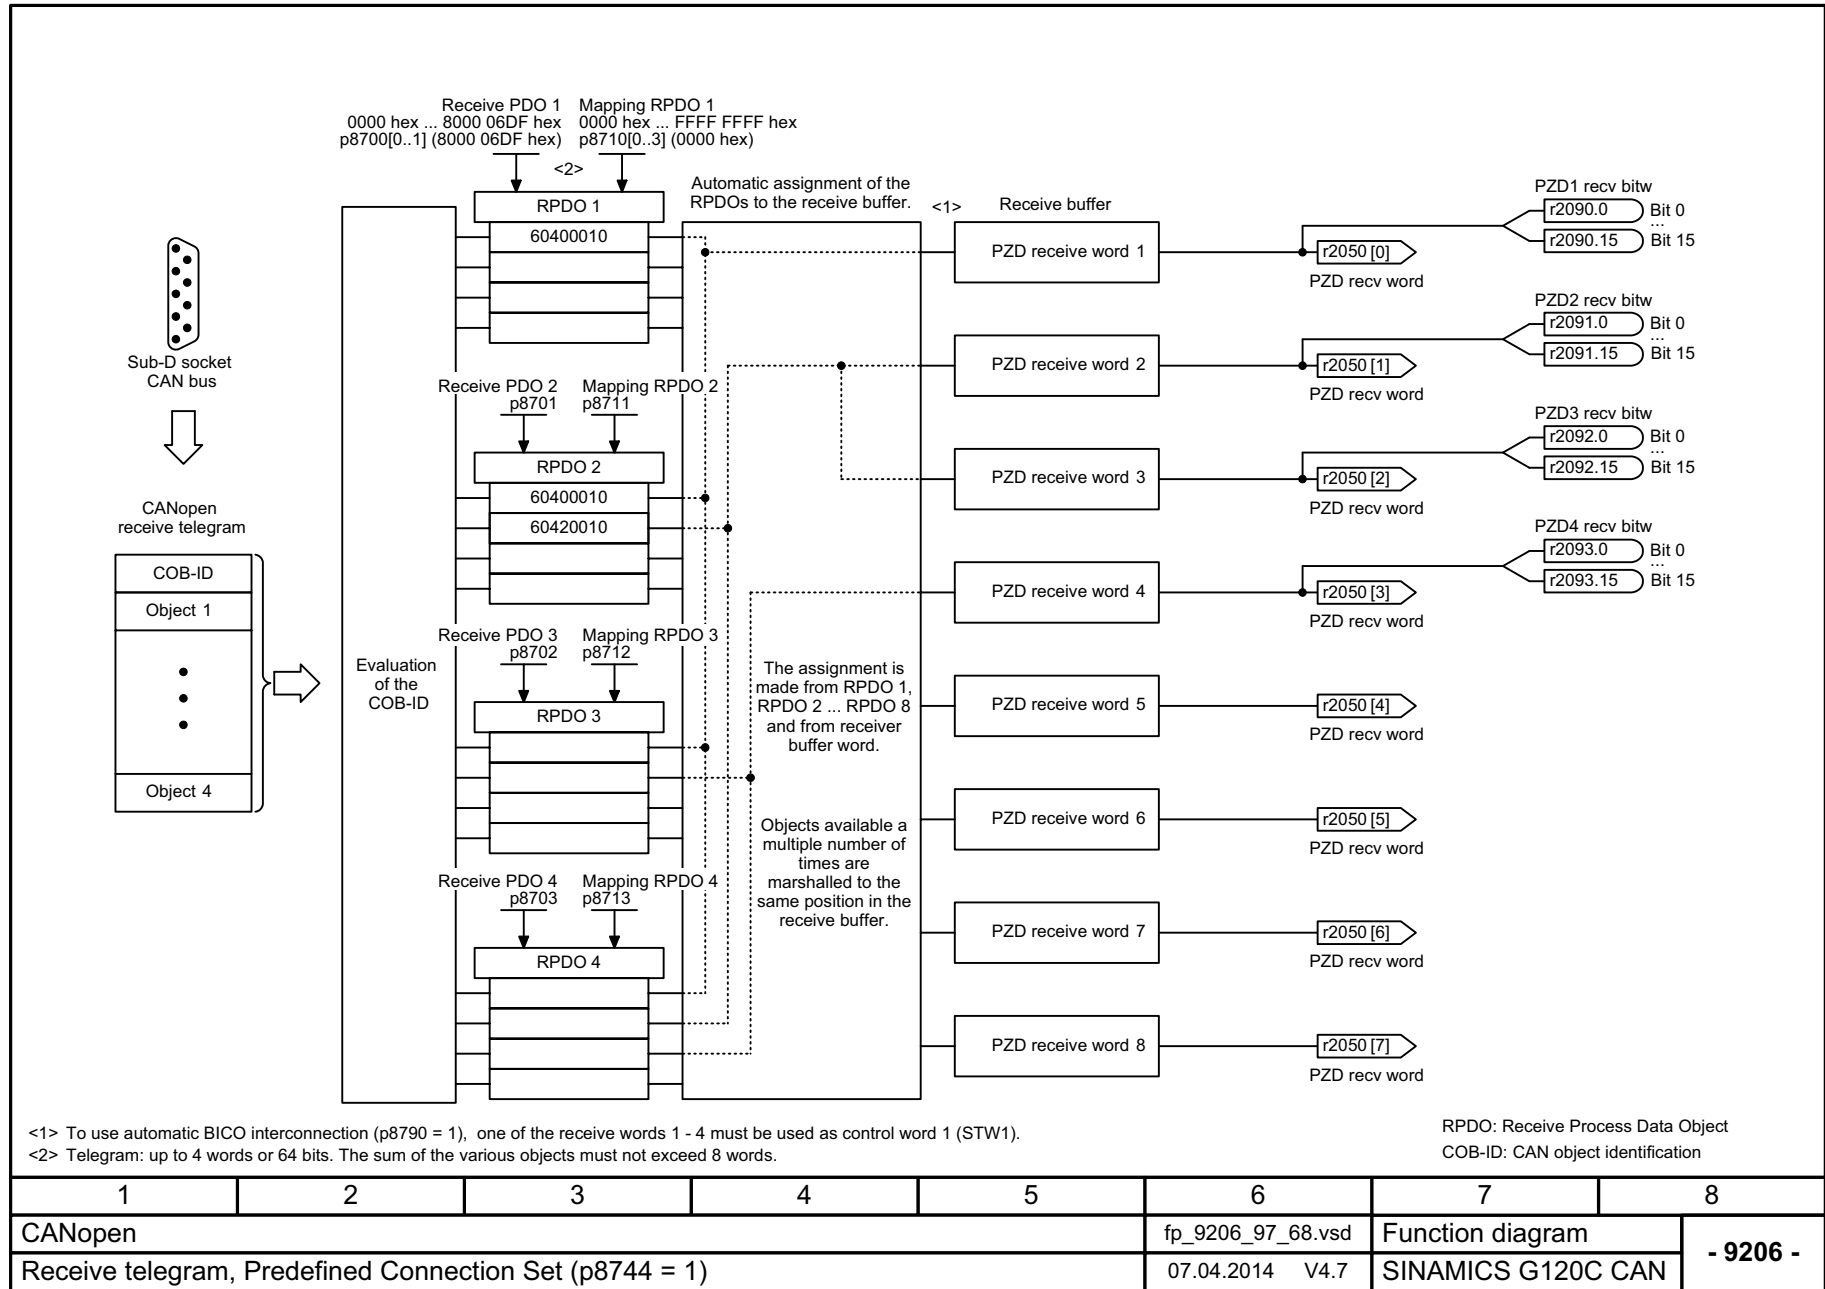 Receive PDO 1
0000 hex ... 8000 06DF hex
p8700[0..1] (8000 06DF hex)
Mapping RPDO 1
0000 hex ... FFFF FFFF hex
p8710[0..3] (0000 hex)
<2>
RPDO 1
60400010
Automatic assignment of the
RPDOs to the receive buffer.
<1>
Receive buffer
PZD receive word 1
r2050 [0]
PZD recv word
PZD1 recv bitw
r2090.0 Bit 0
...
r2090.15 Bit 15
Sub-D socket
CAN bus
Receive PDO 2
p8701
Mapping RPDO 2
p8711
RPDO 2
60400010
60420010
PZD receive word 2
r2050 [1]
PZD recv word
PZD2 recv bitw
r2091.0 Bit 0
...
r2091.15 Bit 15
PZD receive word 3
r2050 [2]
PZD recv word
PZD3 recv bitw
r2092.0 Bit 0
...
r2092.15 Bit 15
CANopen
receive telegram
COB-ID
Object 1
Object 4
Evaluation
of the
COB-ID
PZD receive word 4
r2050 [3]
PZD recv word
PZD4 recv bitw
r2093.0 Bit 0
...
r2093.15 Bit 15
Receive PDO 3
p8702
Mapping RPDO 3
p8712
RPDO 3
The assignment is
made from RPDO 1,
RPDO 2 ... RPDO 8
and from receiver
buffer word.
PZD receive word 5
r2050 [4]
PZD recv word
Objects available a
multiple number of
times are
marshalled to the
same position in the
receive buffer.
PZD receive word 6
r2050 [5]
PZD recv word
Receive PDO 4
p8703
Mapping RPDO 4
p8713
RPDO 4
PZD receive word 7
r2050 [6]
PZD recv word
PZD receive word 8
r2050 [7]
PZD recv word
<1> To use automatic BICO interconnection (p8790 = 1), one of the receive words 1 - 4 must be used as control word 1 (STW1).
<2> Telegram: up to 4 words or 64 bits. The sum of the various objects must not exceed 8 words.
RPDO: Receive Process Data Object
COB-ID: CAN object identification
1 2 3 4 5 6 7 8
CANopen
fp_9206_97_68.vsd
Function diagram
- 9206 -
Receive telegram, Predefined Connection Set (p8744 = 1)
07.04.2014 V4.7
SINAMICS G120C CAN